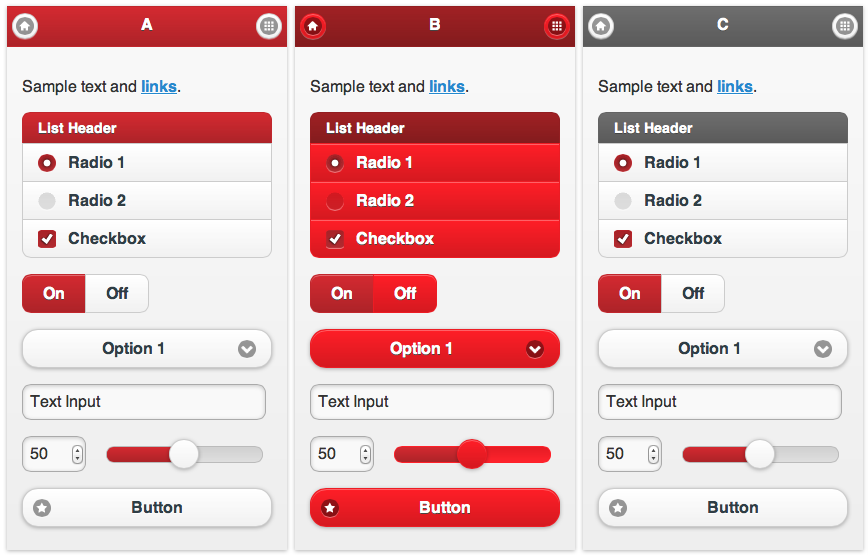 A
Sample text and links.
List Header
Radio 1
Radio 2
Checkbox
On Off
Option 1
Text Input
50
Button
B
Sample text and links.
List Header
Radio 1
Radio 2
Checkbox
On Off
Option 1
Text Input
50
Button
C
Sample text and links.
List Header
Radio 1
Radio 2
Checkbox
On Off
Option 1
Text Input
50
Button